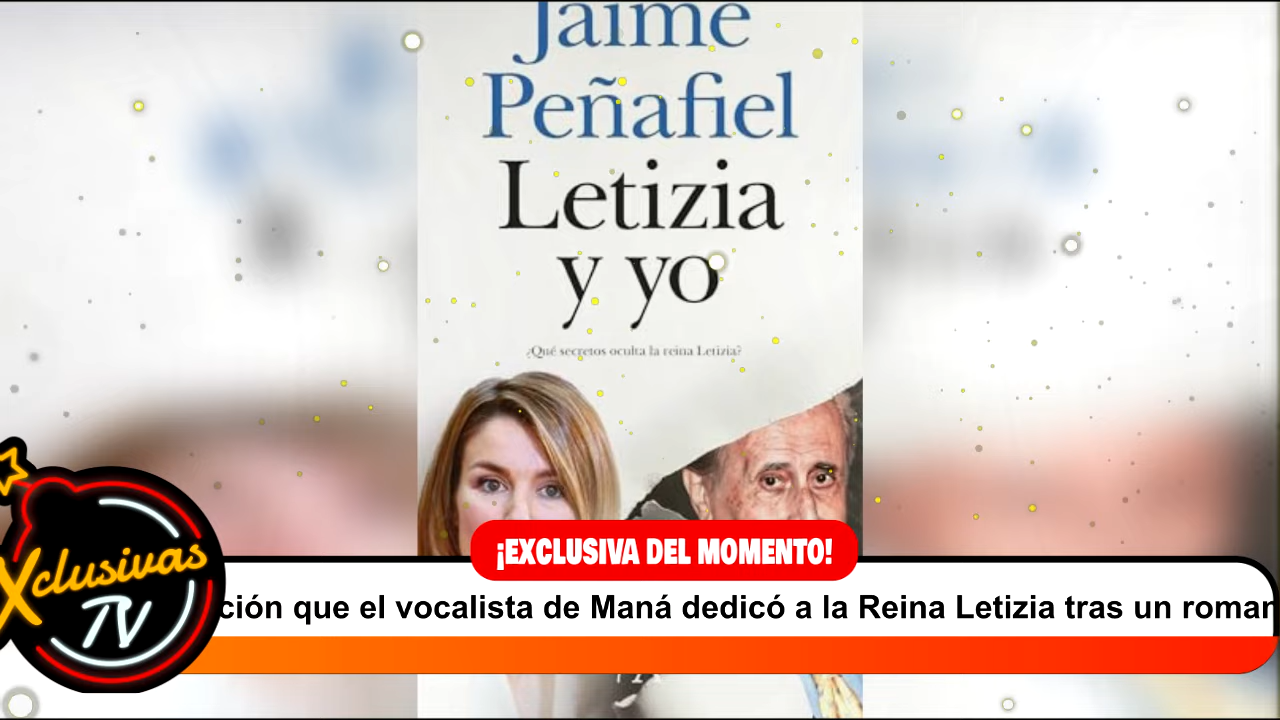 Jaime
Peñafiel
Letizia
y yo
¿Qué secretos oculta la reina Letizia?
¡EXCLUSIVA DEL MOMENTO!
ción que el vocalista de Maná dedicó a la Reina Letizia tras un roman
Xclusivas
TV